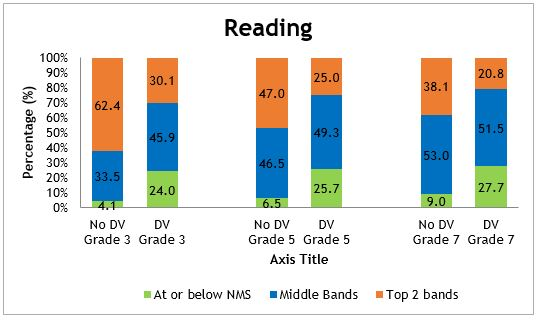 Reading
Percentage (%)
100%
90%
80%
70%
60%
50%
40%
30%
20%
10%
0%
62.4
33.5
4.1
30.1
45.9
24.0
47.0
46.5
6.5
25.0
49.3
25.7
38.1
53.0
9.0
20.8
51.5
27.7
No DV
Grade 3
DV
Grade 3
No DV
Grade 5
DV
Grade 5
No DV
Grade 7
DV
Grade 7
Axis Title
At or below NMS
Middle Bands
Top 2 bands